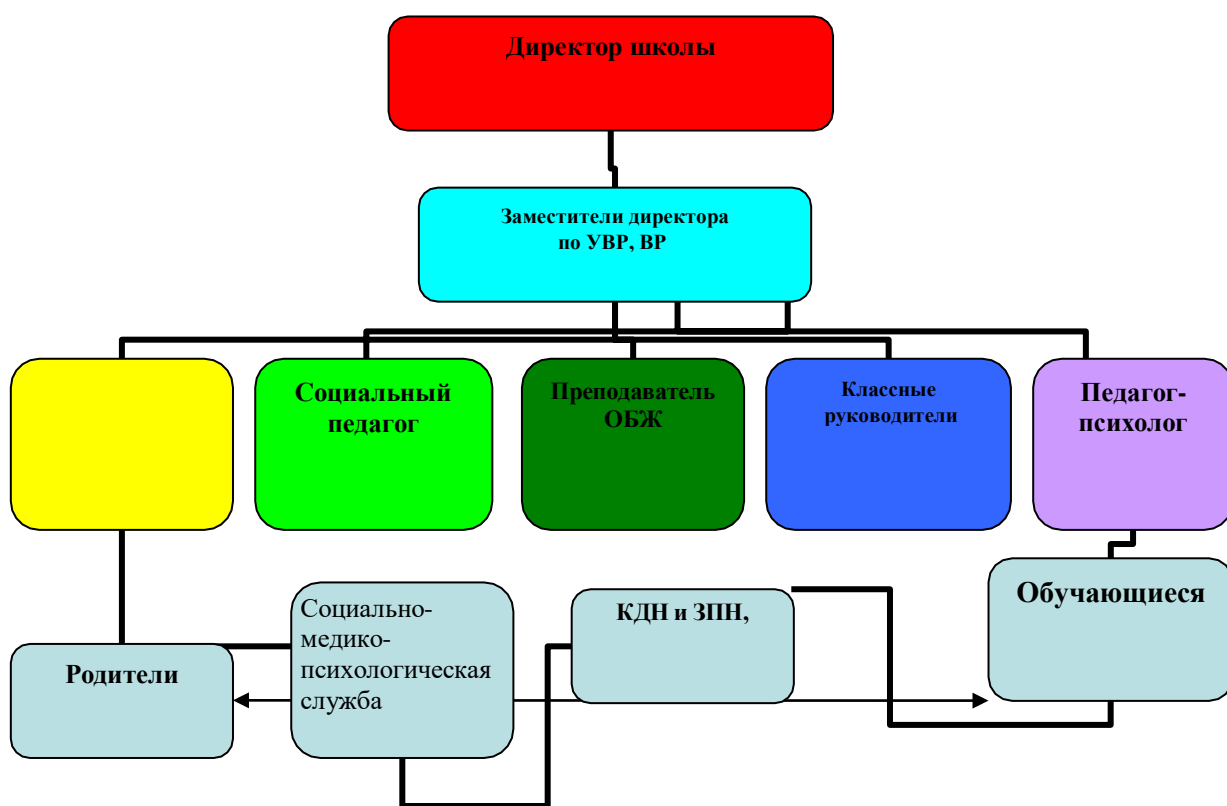 Директор школы
Заместители директора
по УВР, ВР
Социальный
педагог
Преподаватель
ОБЖ
Классные
руководители
Педагог-
психолог
Родители
Социально-
медико-
психологическая
служба
КДН и ЗПН,
Обучающиеся